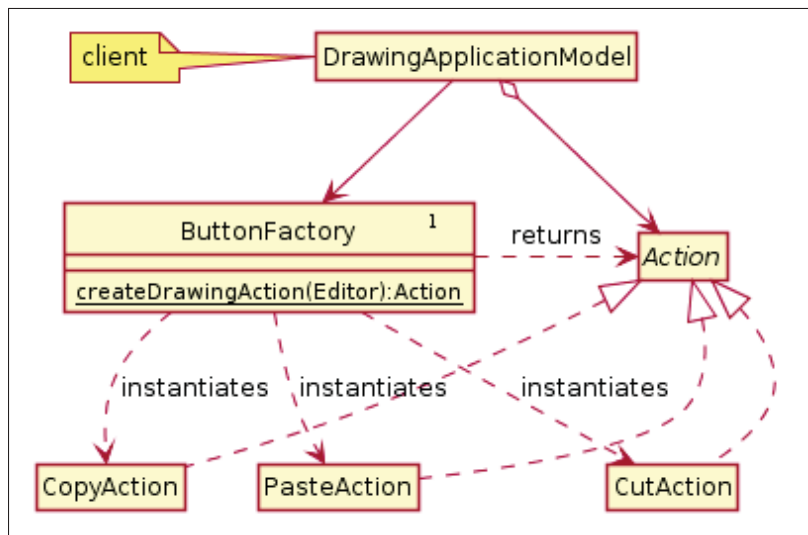 client
DrawingApplicationModel
ButtonFactory
1
returns
Action
createDrawingAction(Editor):Action
instantiates
instantiates
instantiates
CopyAction
PasteAction
CutAction